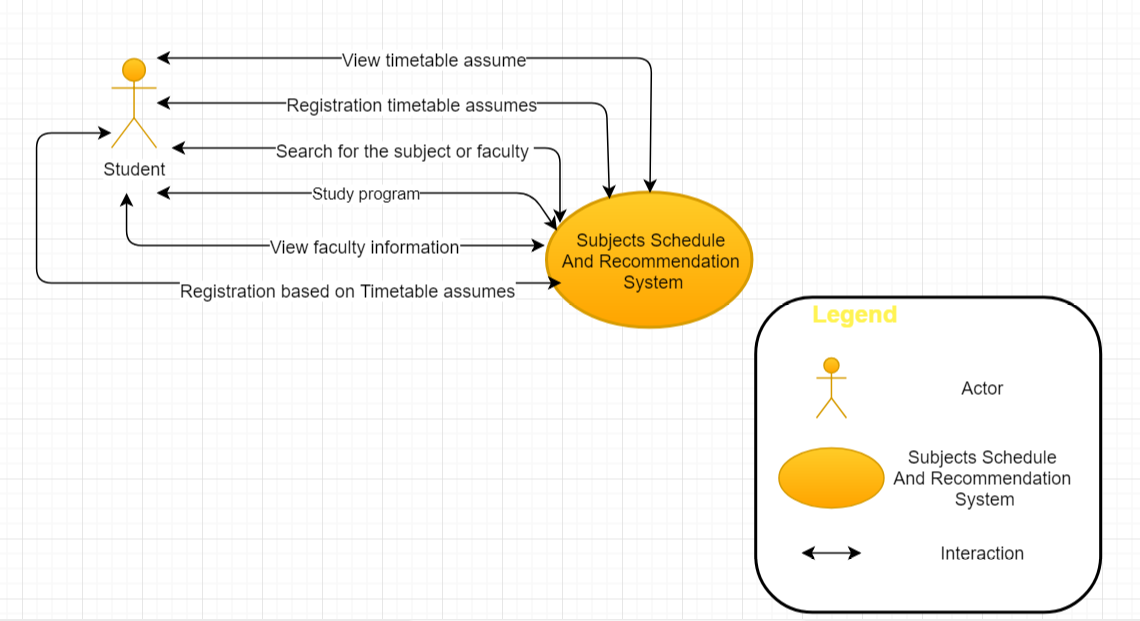 View timetable assume
Registration timetable assumes
Search for the subject or faculty
Student
Study program
View faculty information
Registration based on Timetable assumes
Subjects Schedule
And Recommendation
System
Legend
Actor
Subjects Schedule
And Recommendation
System
Interaction